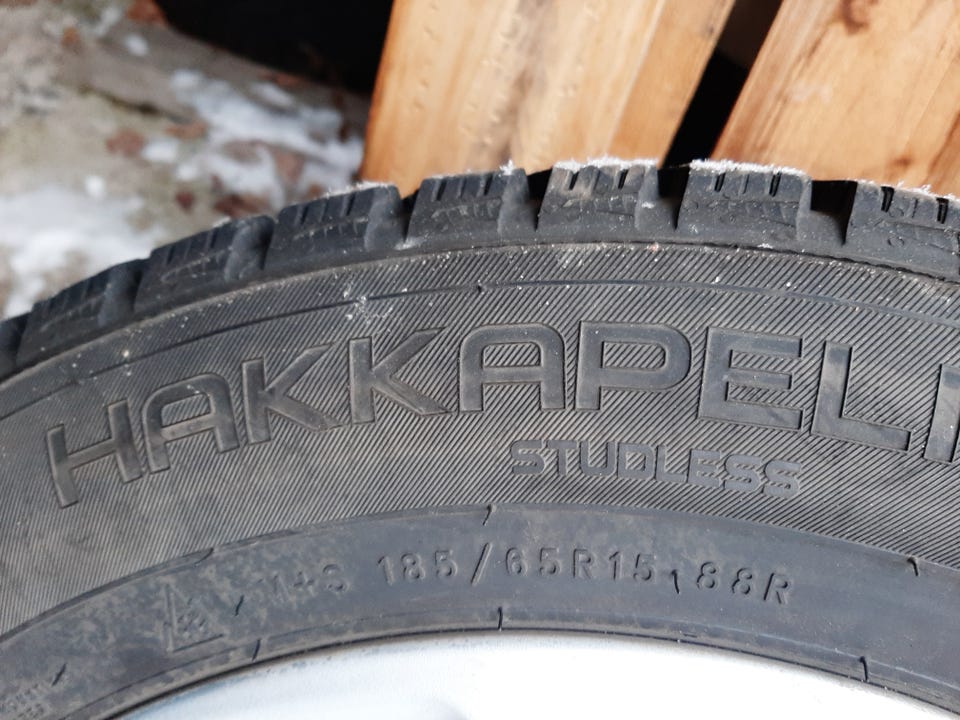 HAKKAPELI
STUDLESS
M+S 185/65R15 88R